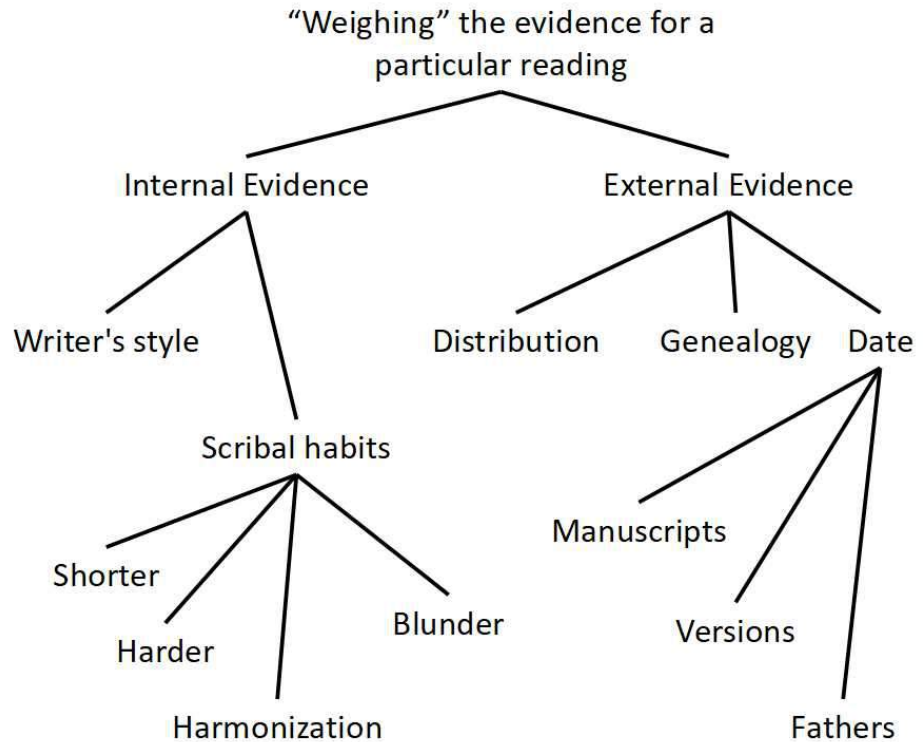 “Weighing” the evidence for a
particular reading
Internal Evidence
External Evidence
Writer's style
Distribution
Genealogy
Date
Scribal habits
Manuscripts
Shorter
Harder
Blunder
Versions
Harmonization
Fathers